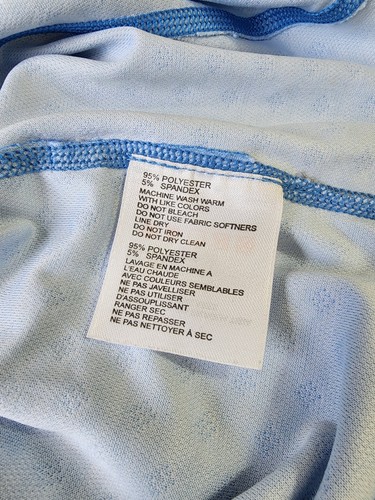 95% POLYESTER
5% SPANDEX
MACHINE WASH WARM
WITH LIKE COLORS
DO NOT BLEACH
DO NOT USE FABRIC SOFTNERS
LINE DRY
DO NOT IRON
DO NOT DRY CLEAN
95% POLYESTER
5% SPANDEX
LAVAGE EN MACHINE A
L'EAU CHAUDE
AVEC COULEURS SEMBLABLES
NE PAS JAVELLISER
NE PAS UTILISER
D'ASSOUPLISSANT
RANGER SEC
NE PAS REPASSER
NE PAS NETTOYER À SEC